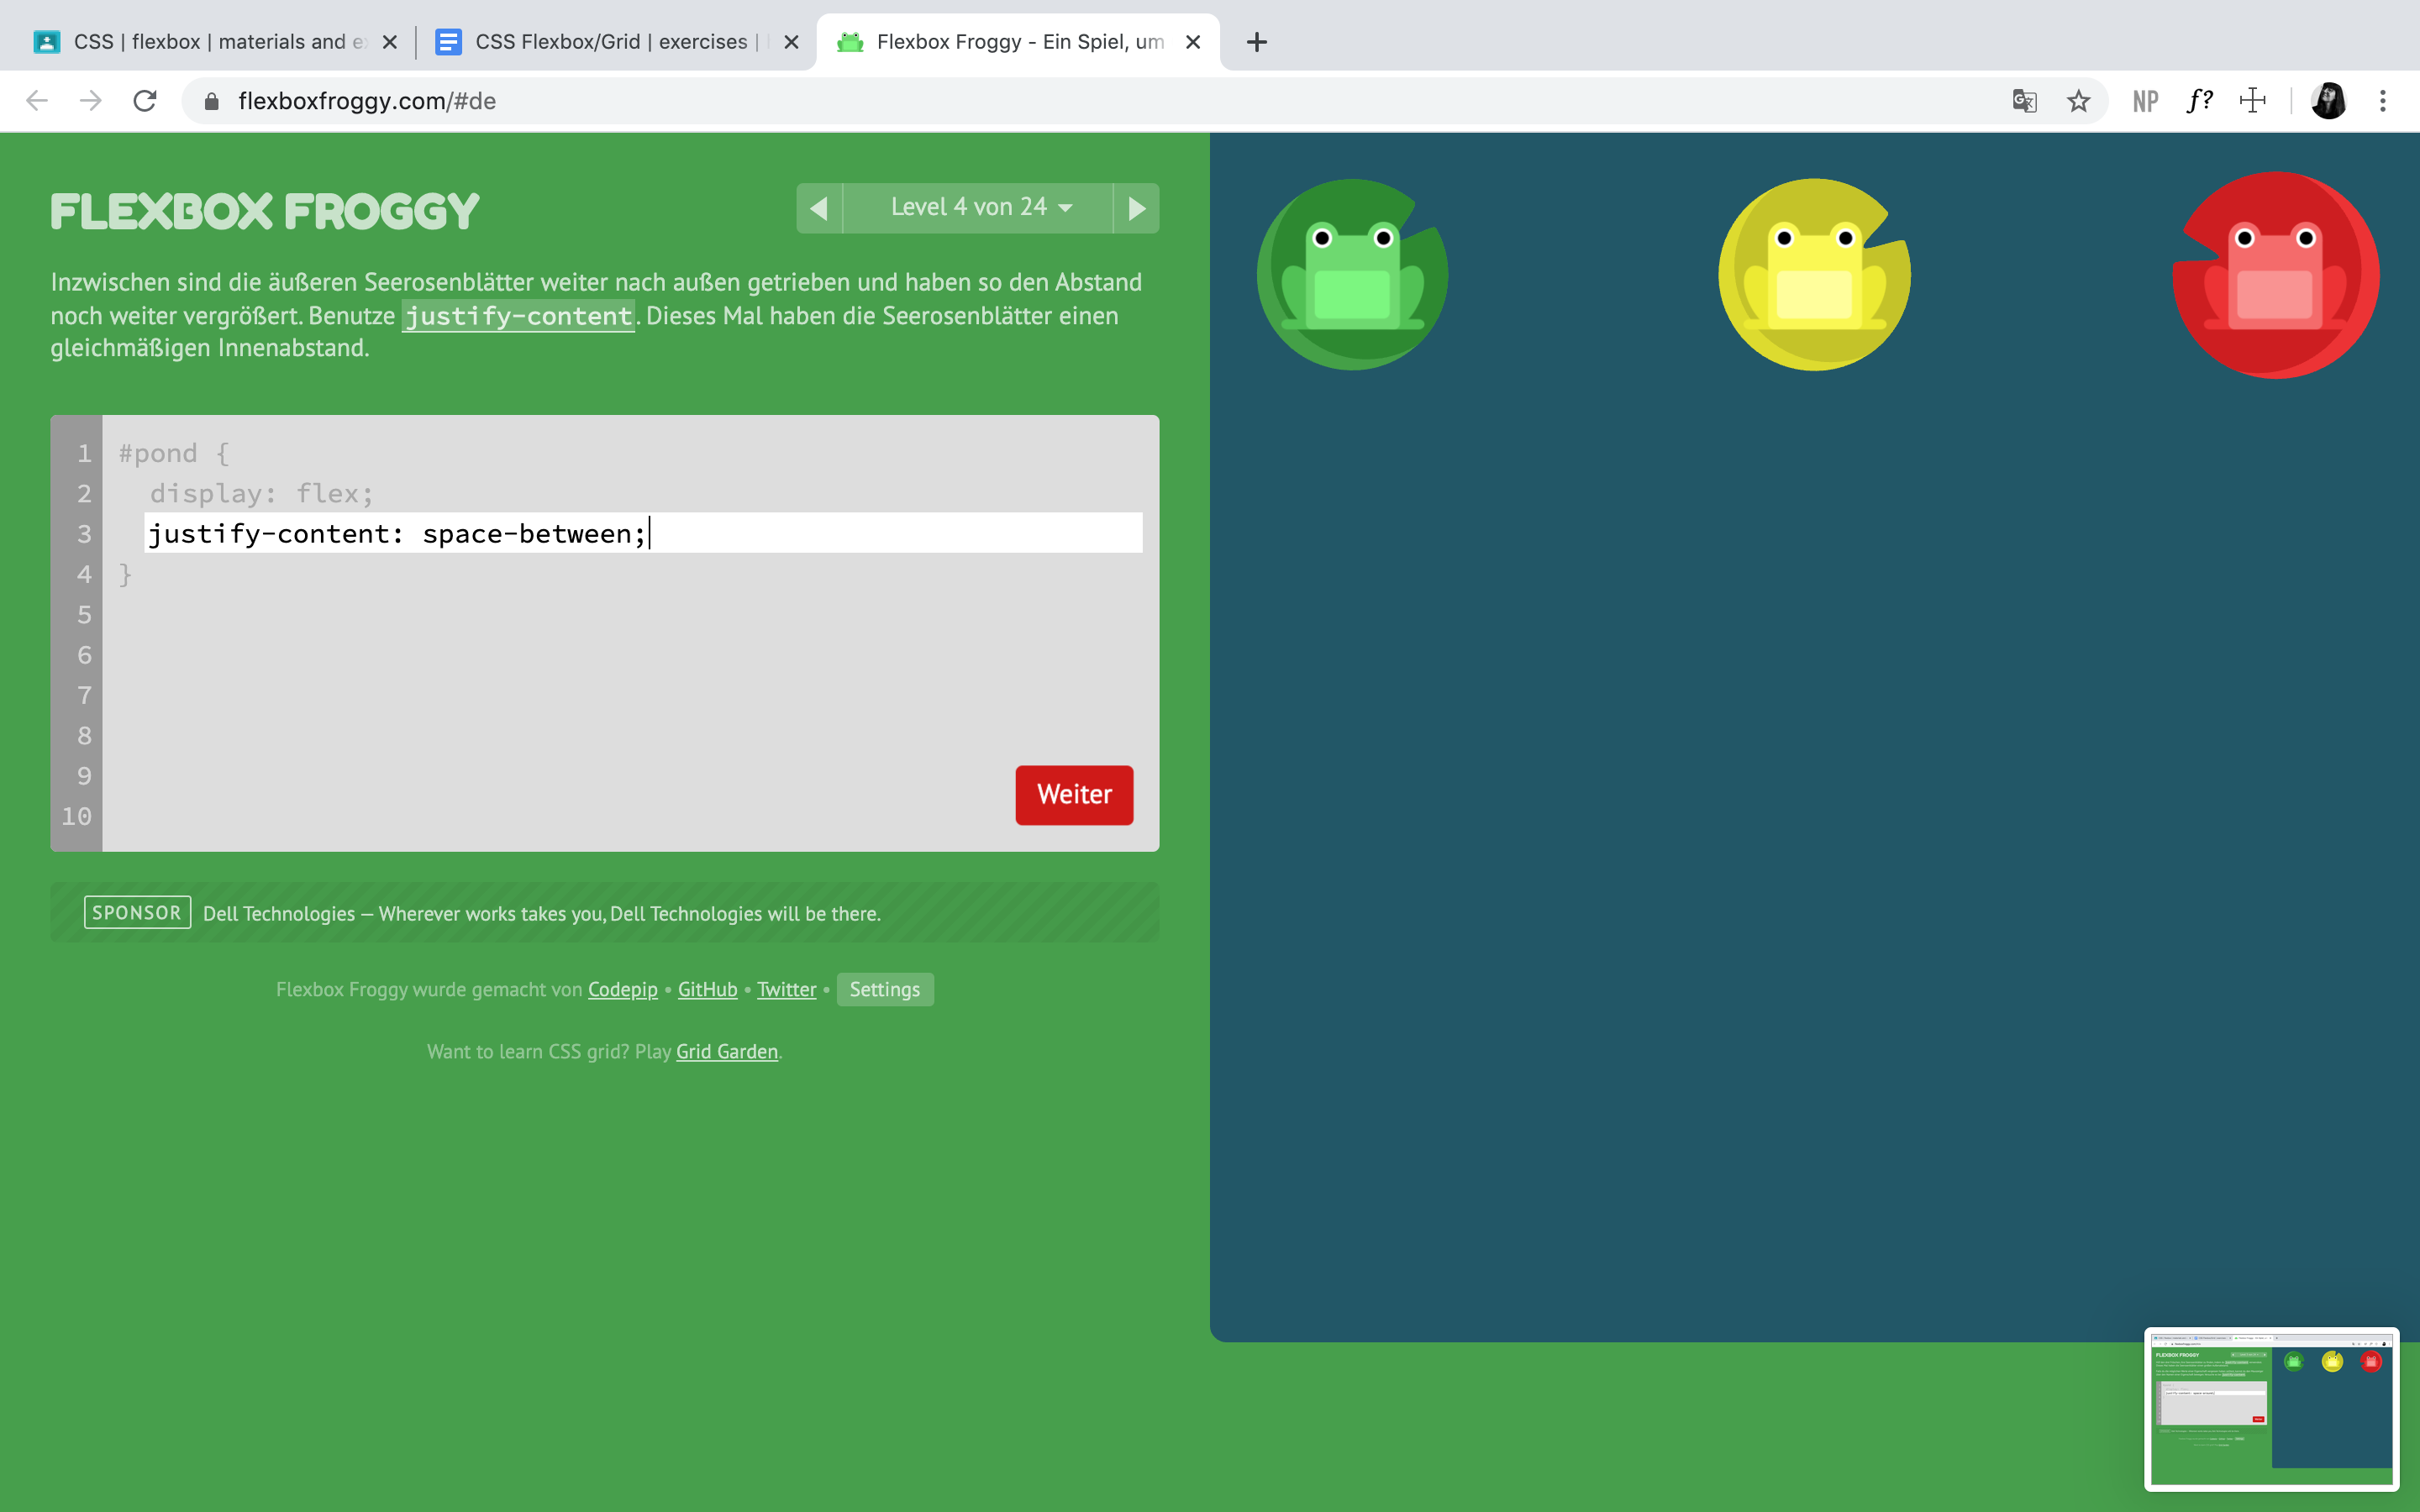 CSS | flexbox | materials and e
CSS Flexbox/Grid | exercises |
Flexbox Froggy - Ein Spiel, um
flexboxfroggy.com/#de
NP
f?
FLEXBOX FROGGY
Level 4 von 24
Inzwischen sind die äußeren Seerosenblätter weiter nach außen getrieben und haben so den Abstand
noch weiter vergrößert. Benutze justify-content. Dieses Mal haben die Seerosenblätter einen
gleichmäßigen Innenabstand.
1 #pond {
2 display: flex;
3 justify-content: space-between;
4 }
5
6
7
8
9
10
Weiter
SPONSOR Dell Technologies — Wherever works takes you, Dell Technologies will be there.
Flexbox Froggy wurde gemacht von Codepip • GitHub • Twitter • Settings
Want to learn CSS grid? Play Grid Garden.
FLEXBOX FROGGY